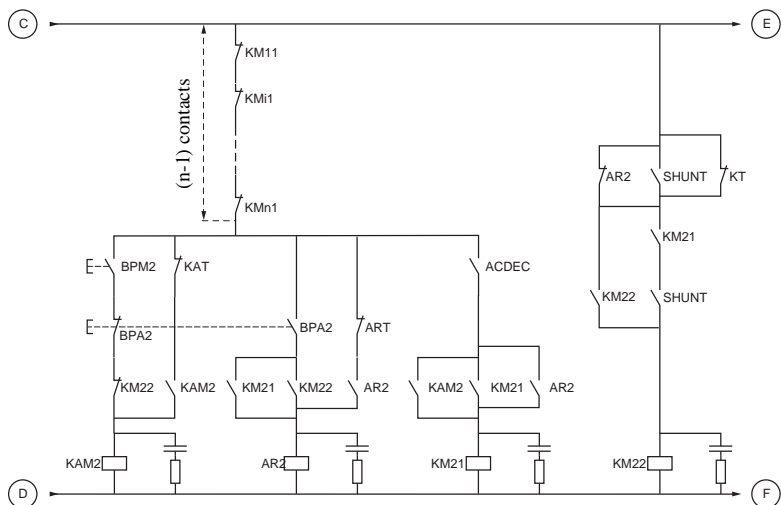 C
E
KM11
KMi1
(n-1) contacts
KMn1
AR2
SHUNT
KT
KM21
BPM2
KAT
ACDEC
KM22
SHUNT
BPA2
BPA2
ART
KM22
KAM2
KM21
KM22
AR2
KAM2
KM21
AR2
KAM2
AR2
KM21
KM22
D
F